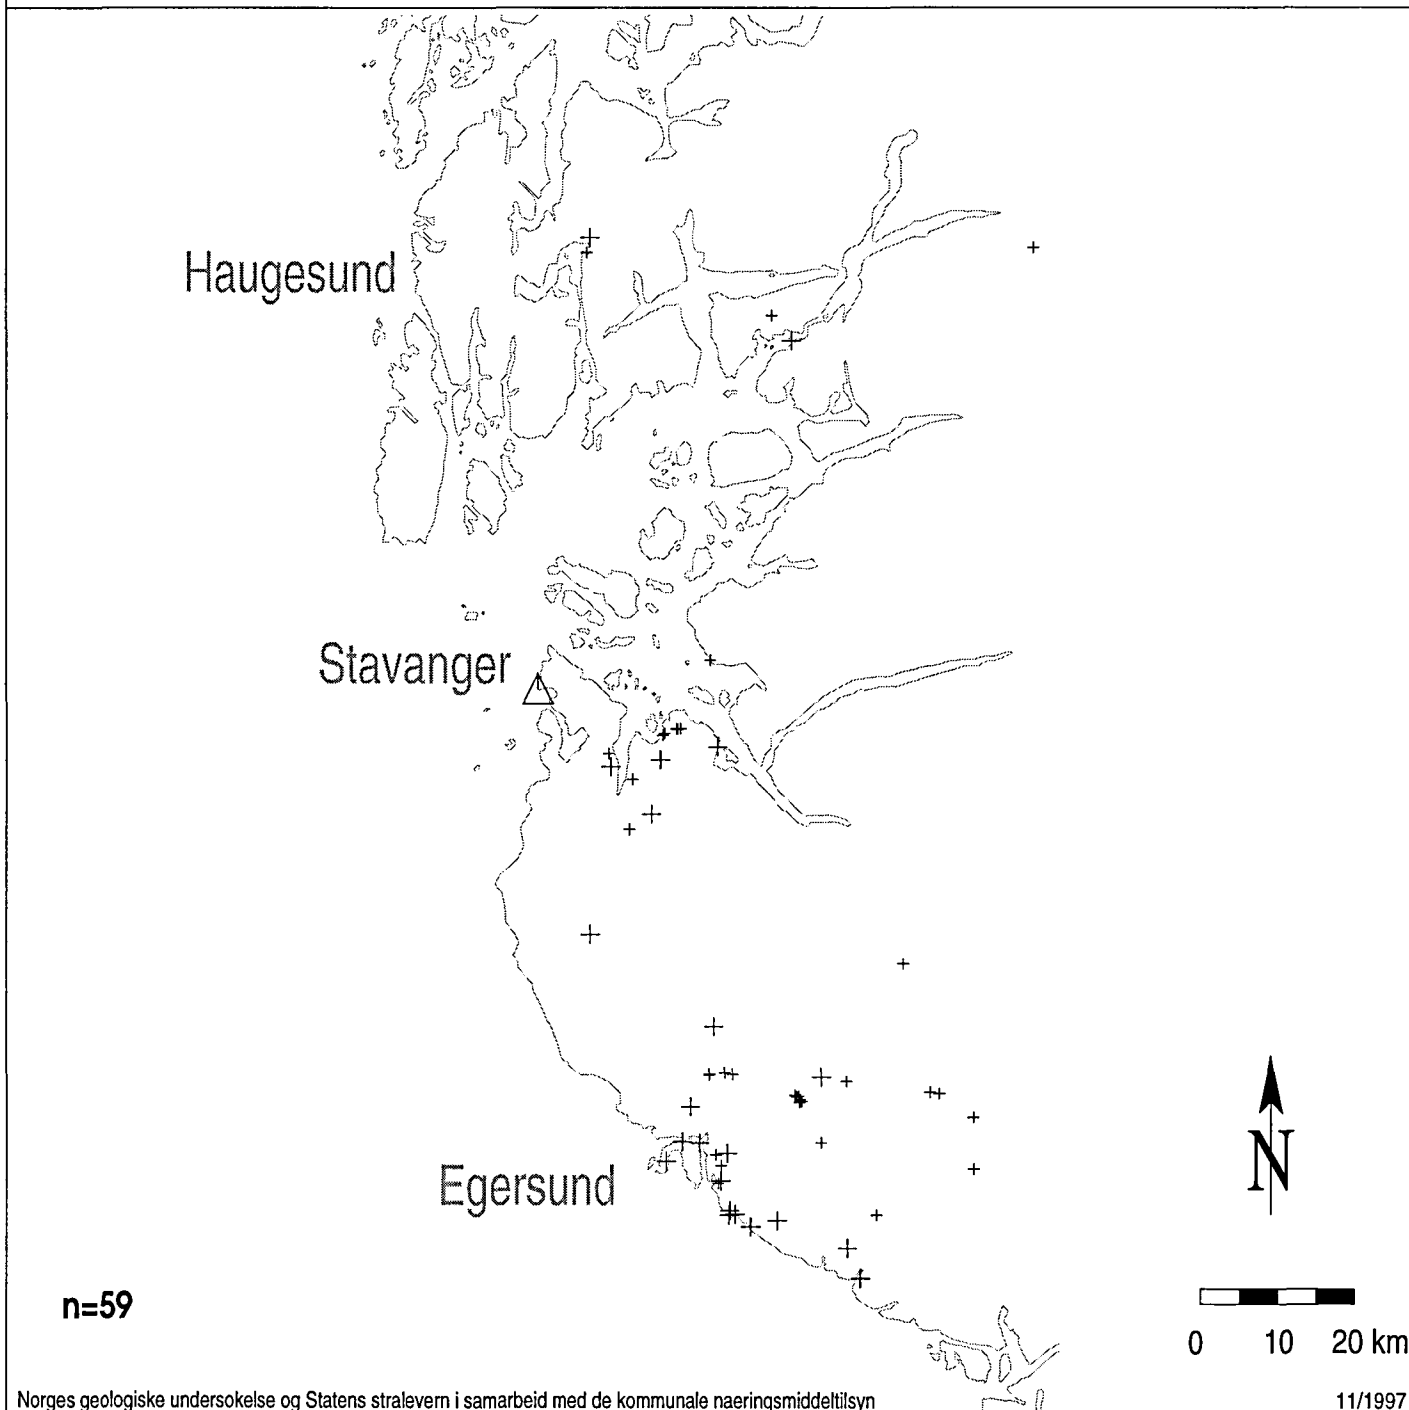 Haugesund
Stavanger
Egersund
N
n=59
0 10 20 km
Norges geologiske undersokelse og Statens stralevern i samarbeid med de kommunale naeringsmiddeltilsyn 11/1997